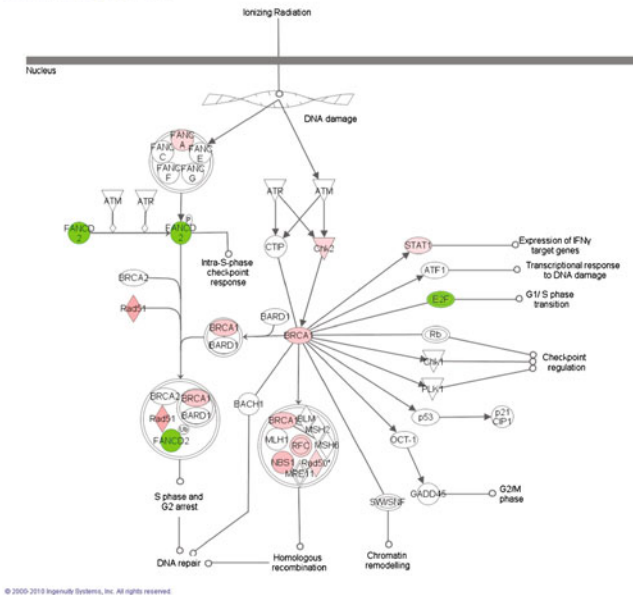 Ionizing Radiation
Nucleus
DNA damage
FANC
A
FANC
C
FANC
E
FANC
F
FANC
G
ATM
ATR
ATR
ATM
FANCD
2
P
FANCD
2
CTIP
Chk2
STAT1
Expression of IFNγ
target genes
Intra-S-phase
checkpoint
response
ATF1
Transcriptional response
to DNA damage
BRCA2
Rad51
E2F
G1/ S phase
transition
BARD1
BRCA1
BARD1
BRCA1
Rb
Chk1
Checkpoint
regulation
PLK1
BRCA2
BRCA1
BARD1
Rad51
Ub
FANCD2
BACH1
BRCA1
BLM
MSH2
MLH1
RFC
MSH6
NBS1
Rad50*
MRE11
p53
p21
CIP1
OCT-1
S phase and
G2 arrest
SWI/SNF
GADD45
G2/M
phase
DNA repair
Homologous
recombination
Chromatin
remodelling
© 2000-2010 Ingenuity Systems, Inc. All rights reserved.